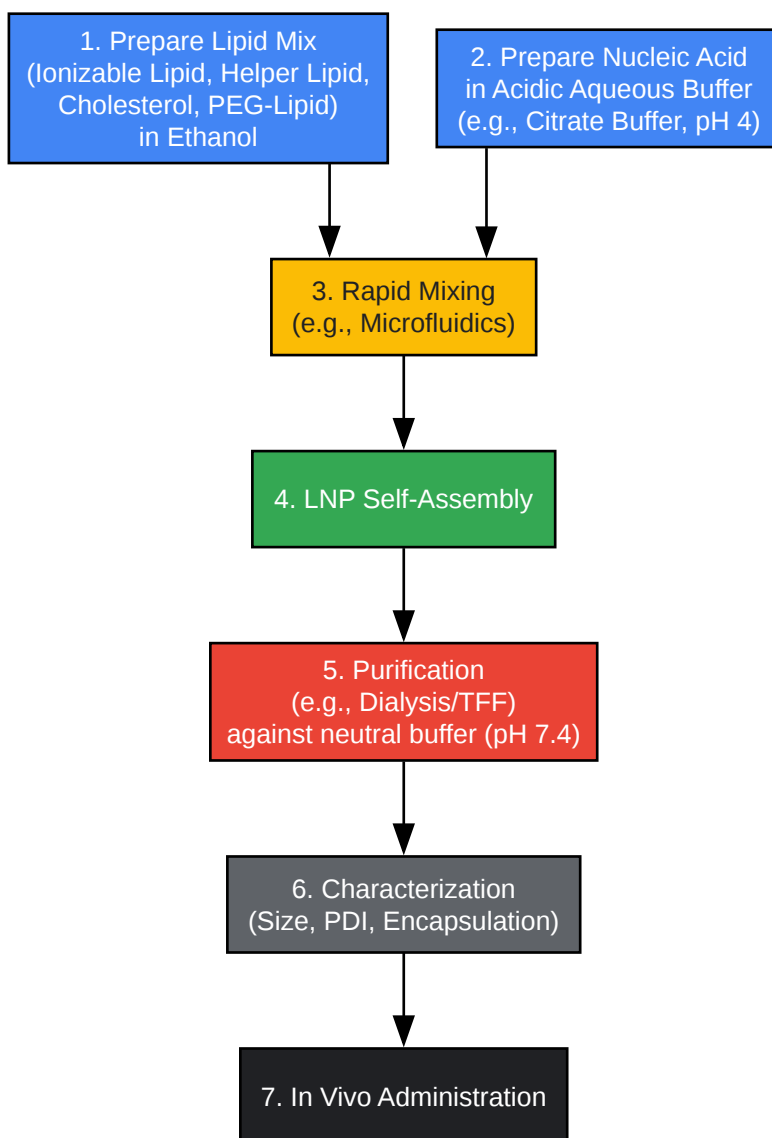 1. Prepare Lipid Mix
(Ionizable Lipid, Helper Lipid,
Cholesterol, PEG-Lipid)
in Ethanol
2. Prepare Nucleic Acid
in Acidic Aqueous Buffer
(e.g., Citrate Buffer, pH 4)
3. Rapid Mixing
(e.g., Microfluidics)
4. LNP Self-Assembly
5. Purification
(e.g., Dialysis/TFF)
against neutral buffer (pH 7.4)
6. Characterization
(Size, PDI, Encapsulation)
7. In Vivo Administration